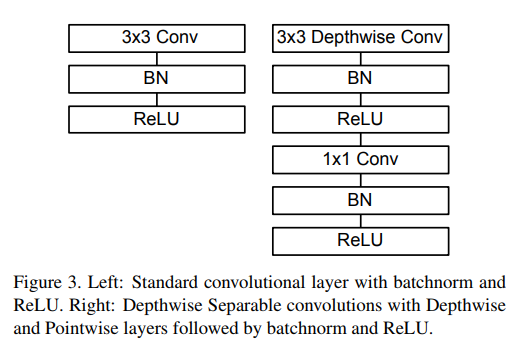 3x3 Conv
BN
ReLU
3x3 Depthwise Conv
BN
ReLU
1x1 Conv
BN
ReLU
Figure 3. Left: Standard convolutional layer with batchnorm and
ReLU. Right: Depthwise Separable convolutions with Depthwise
and Pointwise layers followed by batchnorm and ReLU.